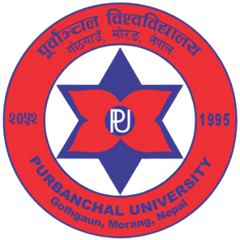 पूर्वाञ्चल विश्वविद्यालय
गोठगाउँ, मोरङ, नेपाल
२०५२
PU
1995
PURBANCHAL UNIVERSITY
Gothgaun, Morang, Nepal